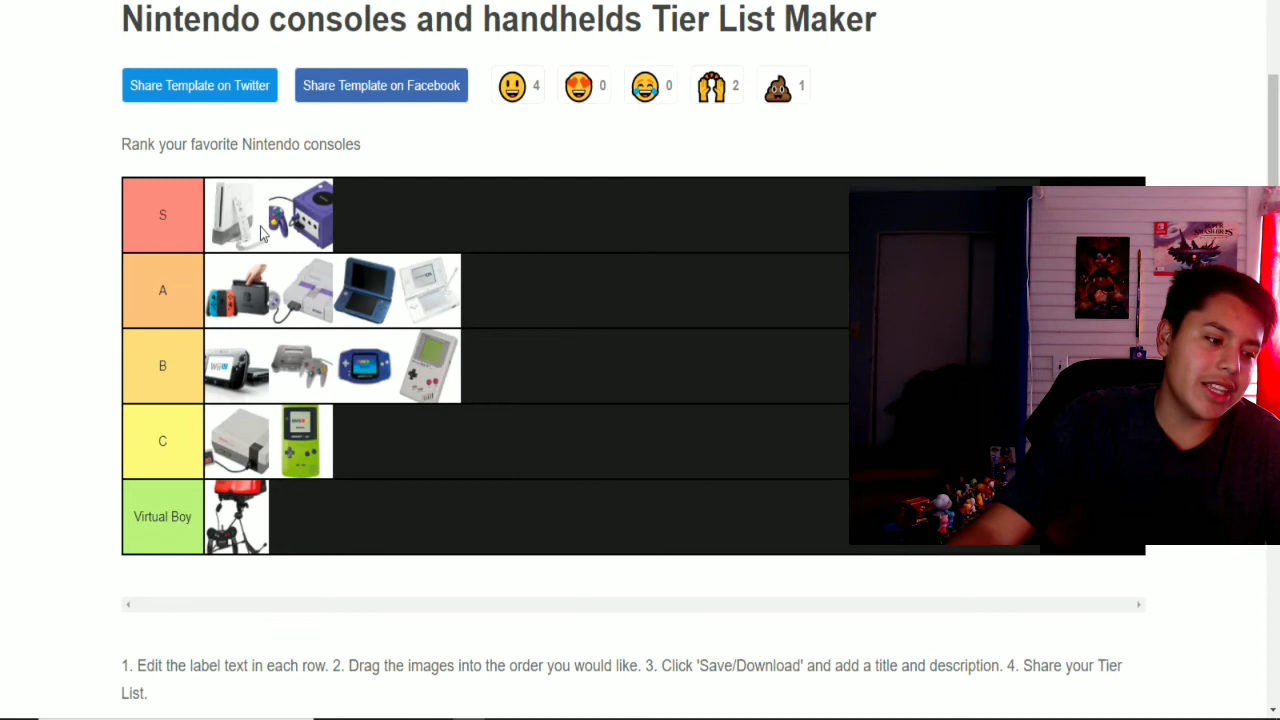 Nintendo consoles and handhelds Tier List Maker
Share Template on Twitter
Share Template on Facebook
4
0
0
2
1
Rank your favorite Nintendo consoles
S
A
B
Wii U
C
Virtual Boy
SMASH BROS
1. Edit the label text in each row. 2. Drag the images into the order you would like. 3. Click 'Save/Download' and add a title and description. 4. Share your Tier
List.